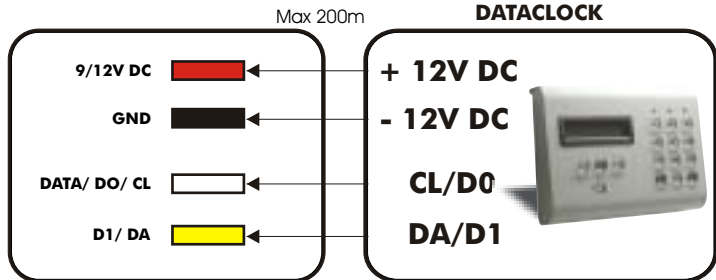 Max 200m
DATACLOCK
9/12V DC
GND
DATA/ DO/ CL
D1/ DA
+ 12V DC
- 12V DC
CL/D0
DA/D1